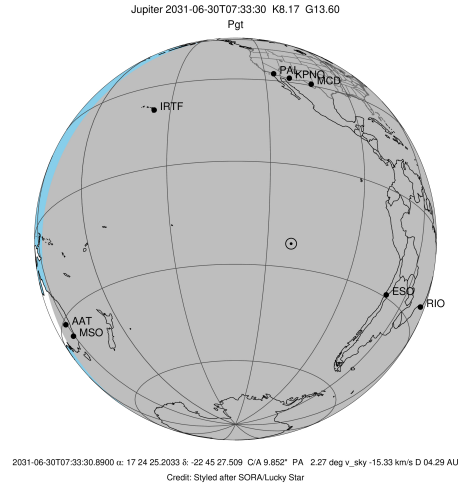 Jupiter 2031-06-30T07:33:30 K8.17 G13.60
Pgt
PAL
KPNO
MCD
IRTF
ESO
RIO
AAT
MSO
2031-06-30T07:33:30.8900 α: 17 24 25.2033 δ: -22 45 27.509 C/A 9.852" PA 2.27 deg v_sky -15.33 km/s D 04.29 AU
Credit: Styled after SORA/Lucky Star